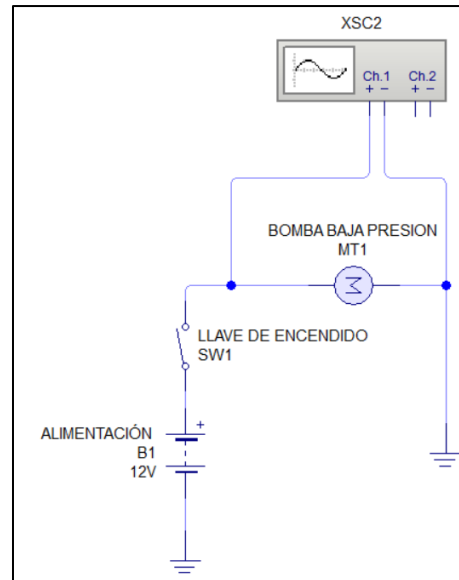 XSC2
Ch.1 Ch.2
+ − + −
BOMBA BAJA PRESION
MT1
M
LLAVE DE ENCENDIDO
SW1
+
ALIMENTACIÓN
B1
12V